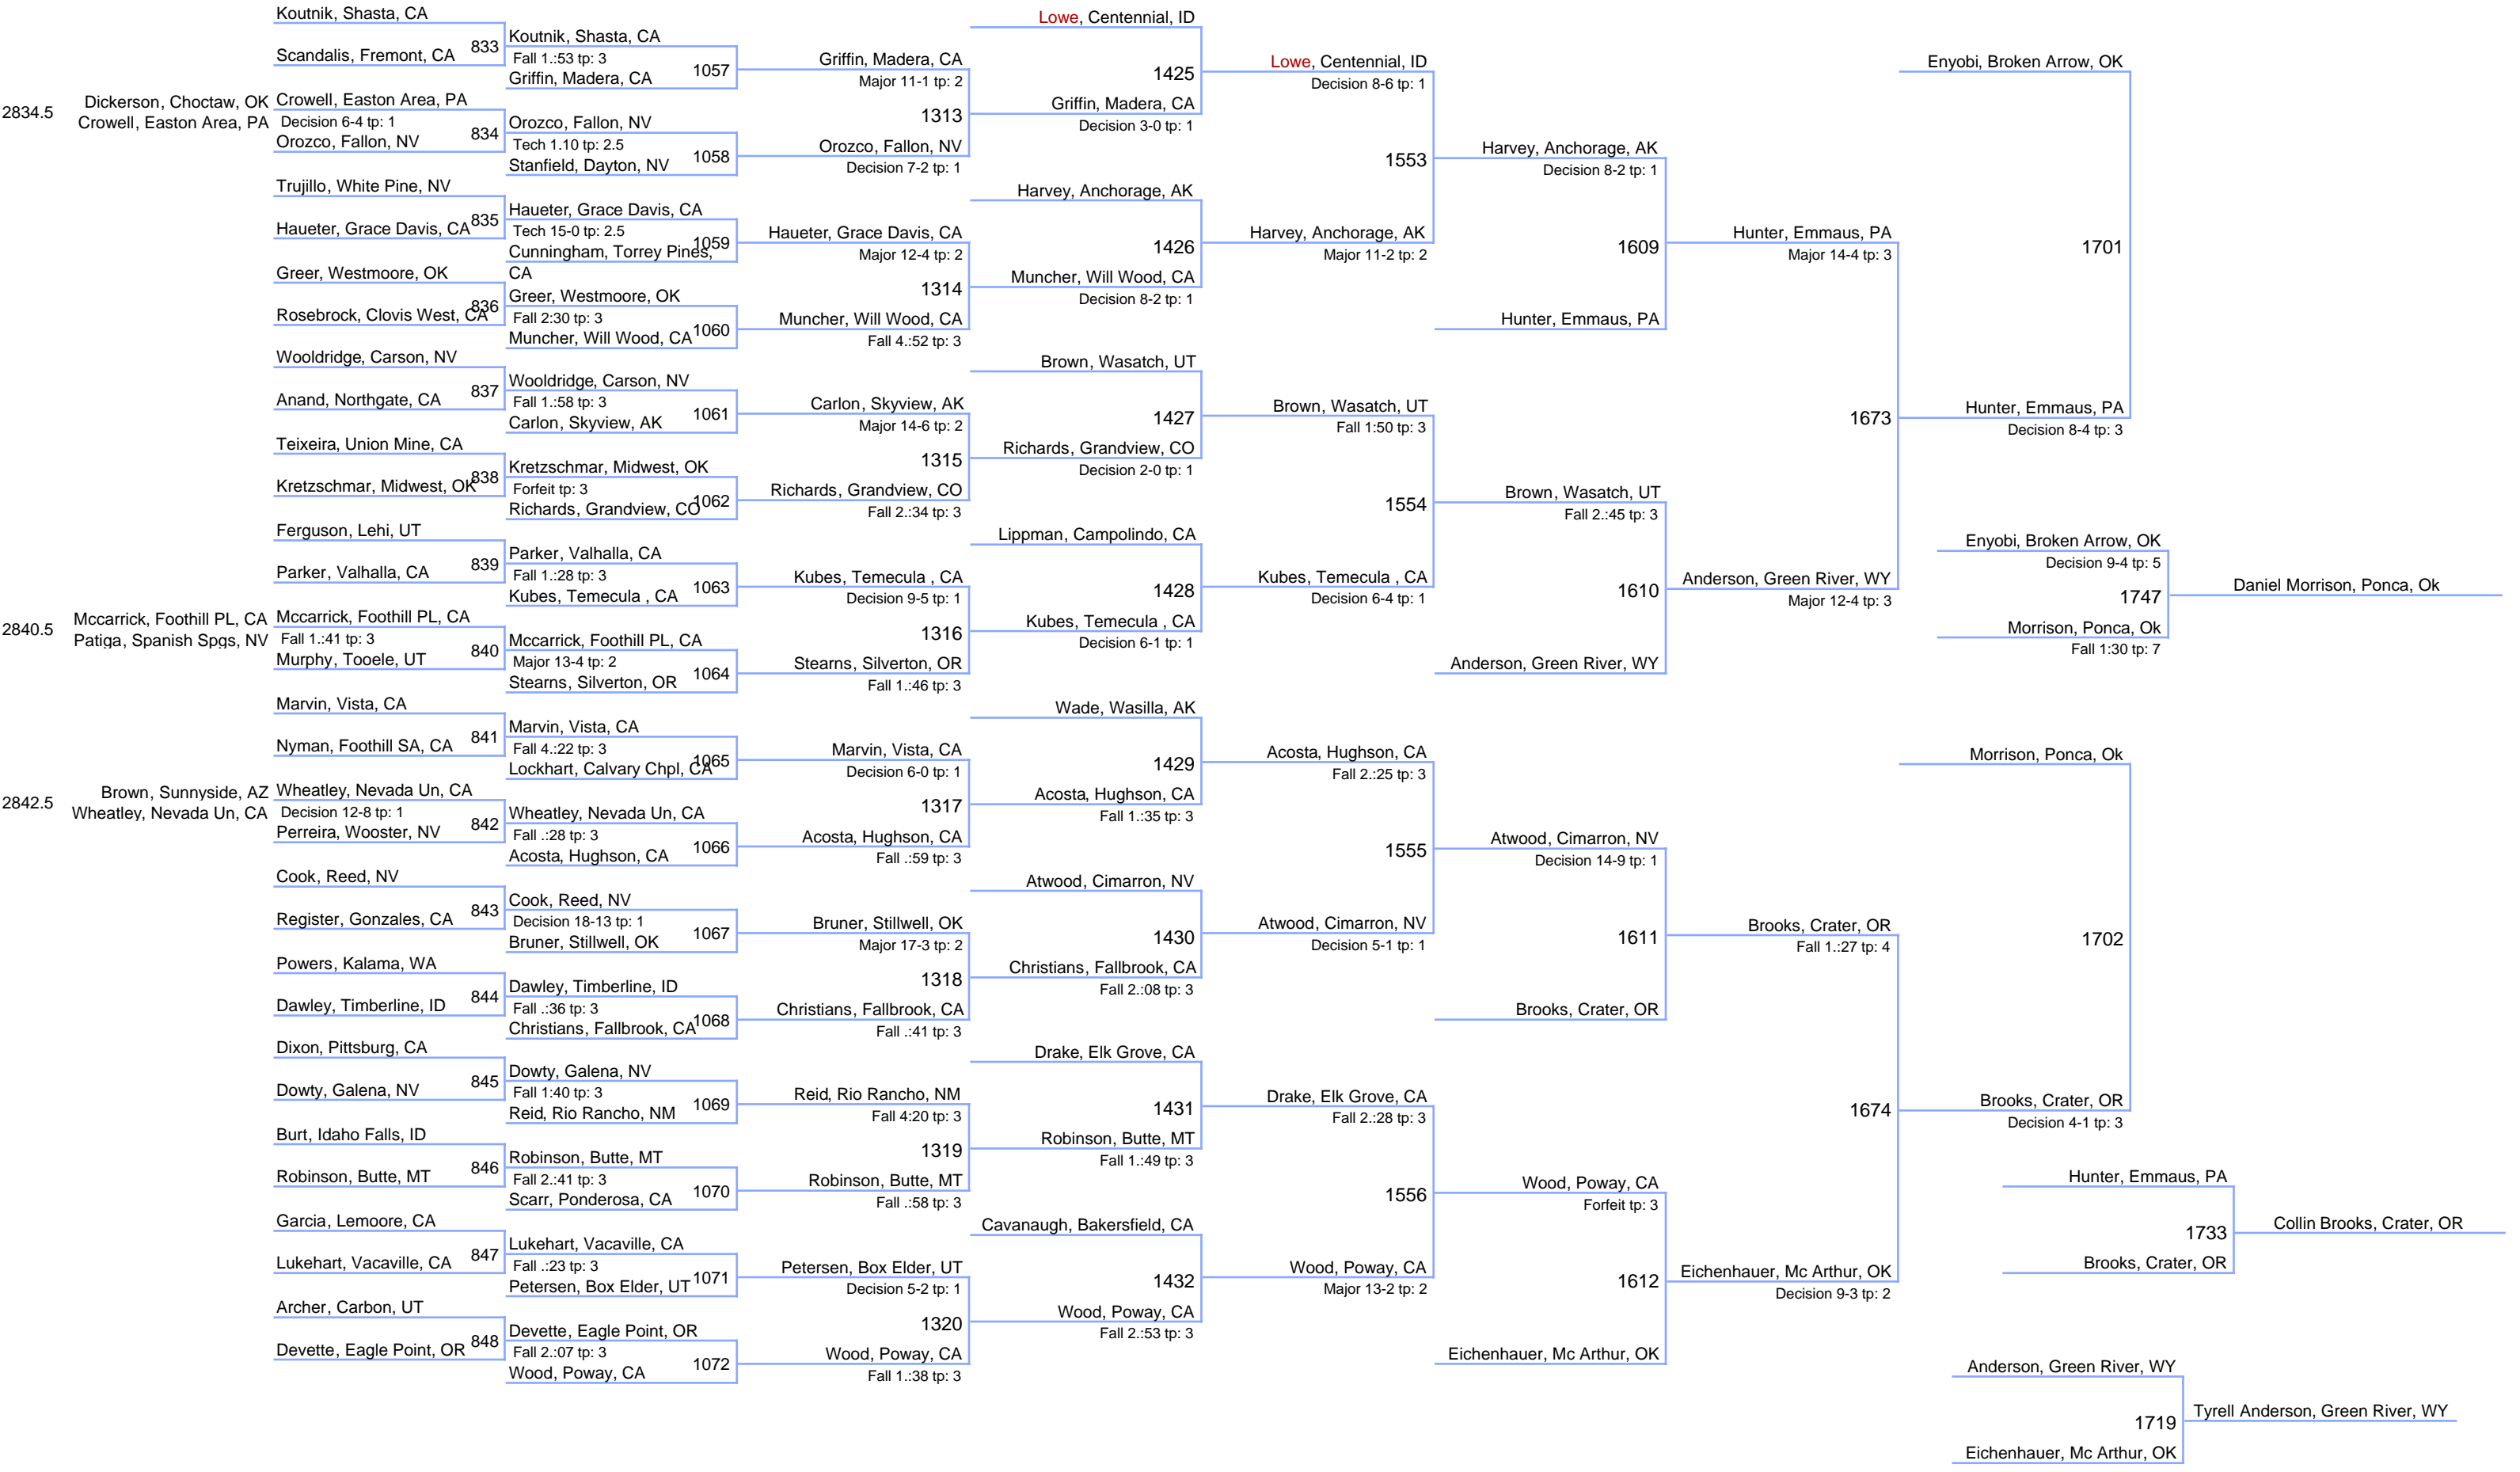 2834.5
Dickerson, Choctaw, OK
Crowell, Easton Area, PA
2840.5
Mccarrick, Foothill PL, CA
Patiga, Spanish Spgs, NV
2842.5
Brown, Sunnyside, AZ
Wheatley, Nevada Un, CA
Koutnik, Shasta, CA
833
Scandalis, Fremont, CA
Crowell, Easton Area, PA
Decision 6-4 tp: 1
834
Orozco, Fallon, NV
Trujillo, White Pine, NV
835
Haueter, Grace Davis, CA
Greer, Westmoore, OK
836
Rosebrock, Clovis West, CA
Wooldridge, Carson, NV
837
Anand, Northgate, CA
Teixeira, Union Mine, CA
838
Kretzschmar, Midwest, OK
Ferguson, Lehi, UT
839
Parker, Valhalla, CA
Mccarrick, Foothill PL, CA
Fall 1.:41 tp: 3
840
Murphy, Tooele, UT
Marvin, Vista, CA
841
Nyman, Foothill SA, CA
Wheatley, Nevada Un, CA
Decision 12-8 tp: 1
842
Perreira, Wooster, NV
Cook, Reed, NV
843
Register, Gonzales, CA
Powers, Kalama, WA
844
Dawley, Timberline, ID
Dixon, Pittsburg, CA
845
Dowty, Galena, NV
Burt, Idaho Falls, ID
846
Robinson, Butte, MT
Garcia, Lemoore, CA
847
Lukehart, Vacaville, CA
Archer, Carbon, UT
848
Devette, Eagle Point, OR
Koutnik, Shasta, CA
Fall 1.:53 tp: 3
1057
Griffin, Madera, CA
Orozco, Fallon, NV
Tech 1.10 tp: 2.5
1058
Stanfield, Dayton, NV
Haueter, Grace Davis, CA
Tech 15-0 tp: 2.5
1059
Cunningham, Torrey Pines,
CA
Greer, Westmoore, OK
Fall 2:30 tp: 3
1060
Muncher, Will Wood, CA
Wooldridge, Carson, NV
Fall 1.:58 tp: 3
1061
Carlon, Skyview, AK
Kretzschmar, Midwest, OK
Forfeit tp: 3
1062
Richards, Grandview, CO
Parker, Valhalla, CA
Fall 1.:28 tp: 3
1063
Kubes, Temecula , CA
Mccarrick, Foothill PL, CA
Major 13-4 tp: 2
1064
Stearns, Silverton, OR
Marvin, Vista, CA
Fall 4.:22 tp: 3
1065
Lockhart, Calvary Chpl, CA
Wheatley, Nevada Un, CA
Fall .:28 tp: 3
1066
Acosta, Hughson, CA
Cook, Reed, NV
Decision 18-13 tp: 1
1067
Bruner, Stillwell, OK
Dawley, Timberline, ID
Fall .:36 tp: 3
1068
Christians, Fallbrook, CA
Dowty, Galena, NV
Fall 1:40 tp: 3
1069
Reid, Rio Rancho, NM
Robinson, Butte, MT
Fall 2.:41 tp: 3
1070
Scarr, Ponderosa, CA
Lukehart, Vacaville, CA
Fall .:23 tp: 3
1071
Petersen, Box Elder, UT
Devette, Eagle Point, OR
Fall 2.:07 tp: 3
1072
Wood, Poway, CA
Griffin, Madera, CA
Major 11-1 tp: 2
1313
Orozco, Fallon, NV
Decision 7-2 tp: 1
Haueter, Grace Davis, CA
Major 12-4 tp: 2
1314
Muncher, Will Wood, CA
Fall 4.:52 tp: 3
Carlon, Skyview, AK
Major 14-6 tp: 2
1315
Richards, Grandview, CO
Fall 2.:34 tp: 3
Kubes, Temecula , CA
Decision 9-5 tp: 1
1316
Stearns, Silverton, OR
Fall 1.:46 tp: 3
Marvin, Vista, CA
Decision 6-0 tp: 1
1317
Acosta, Hughson, CA
Fall .:59 tp: 3
Bruner, Stillwell, OK
Major 17-3 tp: 2
1318
Christians, Fallbrook, CA
Fall .:41 tp: 3
Reid, Rio Rancho, NM
Fall 4:20 tp: 3
1319
Robinson, Butte, MT
Fall .:58 tp: 3
Petersen, Box Elder, UT
Decision 5-2 tp: 1
1320
Wood, Poway, CA
Fall 1.:38 tp: 3
Lowe, Centennial, ID
1425
Griffin, Madera, CA
Decision 3-0 tp: 1
Harvey, Anchorage, AK
1426
Muncher, Will Wood, CA
Decision 8-2 tp: 1
Brown, Wasatch, UT
1427
Richards, Grandview, CO
Decision 2-0 tp: 1
Lippman, Campolindo, CA
1428
Kubes, Temecula , CA
Decision 6-1 tp: 1
Wade, Wasilla, AK
1429
Acosta, Hughson, CA
Fall 1.:35 tp: 3
Atwood, Cimarron, NV
1430
Christians, Fallbrook, CA
Fall 2.:08 tp: 3
Drake, Elk Grove, CA
1431
Robinson, Butte, MT
Fall 1.:49 tp: 3
Cavanaugh, Bakersfield, CA
1432
Wood, Poway, CA
Fall 2.:53 tp: 3
Lowe, Centennial, ID
Decision 8-6 tp: 1
1553
Harvey, Anchorage, AK
Major 11-2 tp: 2
Brown, Wasatch, UT
Fall 1:50 tp: 3
1554
Kubes, Temecula , CA
Decision 6-4 tp: 1
Acosta, Hughson, CA
Fall 2.:25 tp: 3
1555
Atwood, Cimarron, NV
Decision 5-1 tp: 1
Drake, Elk Grove, CA
Fall 2.:28 tp: 3
1556
Wood, Poway, CA
Major 13-2 tp: 2
Harvey, Anchorage, AK
Decision 8-2 tp: 1
1609
Hunter, Emmaus, PA
Brown, Wasatch, UT
Fall 2.:45 tp: 3
1610
Anderson, Green River, WY
Atwood, Cimarron, NV
Decision 14-9 tp: 1
1611
Brooks, Crater, OR
Wood, Poway, CA
Forfeit tp: 3
1612
Eichenhauer, Mc Arthur, OK
Hunter, Emmaus, PA
Major 14-4 tp: 3
1673
Anderson, Green River, WY
Major 12-4 tp: 3
Brooks, Crater, OR
Fall 1.:27 tp: 4
1674
Eichenhauer, Mc Arthur, OK
Decision 9-3 tp: 2
Enyobi, Broken Arrow, OK
1701
Hunter, Emmaus, PA
Decision 8-4 tp: 3
Enyobi, Broken Arrow, OK
Decision 9-4 tp: 5
1747
Daniel Morrison, Ponca, Ok
Morrison, Ponca, Ok
Fall 1:30 tp: 7
Morrison, Ponca, Ok
1702
Brooks, Crater, OR
Decision 4-1 tp: 3
Hunter, Emmaus, PA
1733
Collin Brooks, Crater, OR
Brooks, Crater, OR
Anderson, Green River, WY
1719
Tyrell Anderson, Green River, WY
Eichenhauer, Mc Arthur, OK